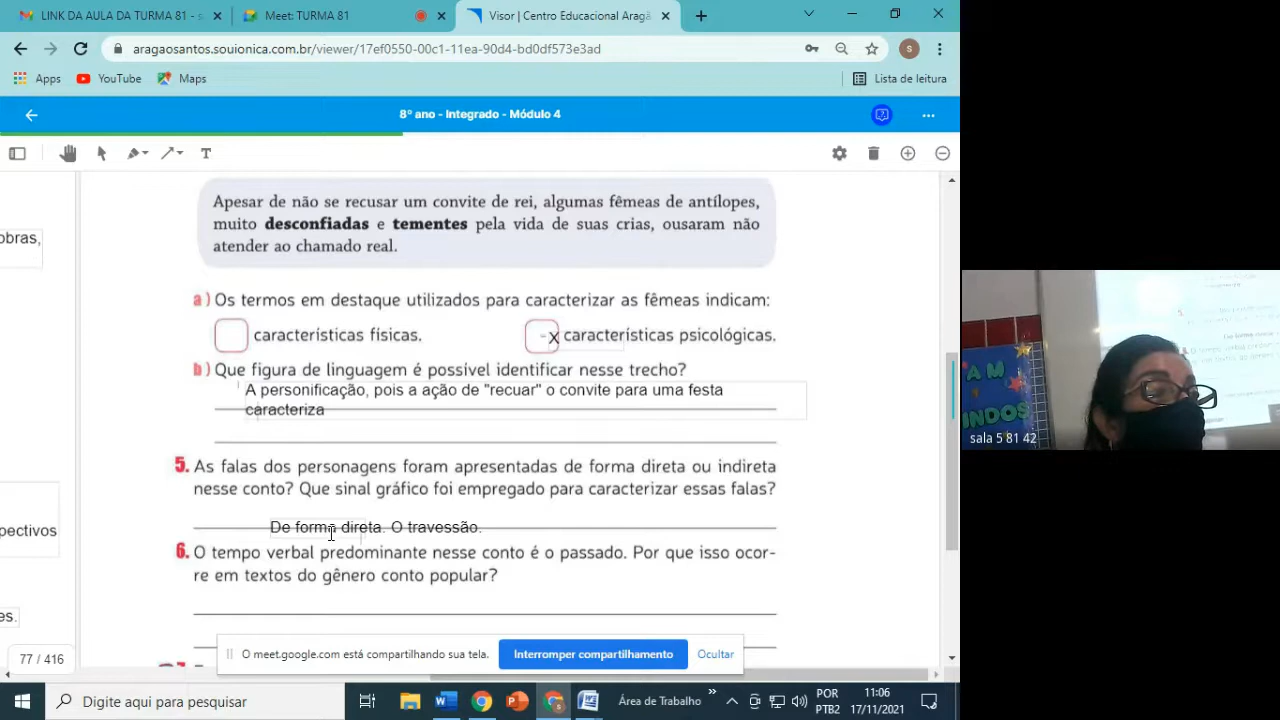 LINK DA AULA DA TURMA 81 - s
Meet: TURMA 81
Visor | Centro Educacional Aragã
aragaosantos.souionica.com.br/viewer/17ef0550-00c1-11ea-90d4-bd0df573e3ad
s
Apps
YouTube
Maps
Lista de leitura
8º ano - Integrado - Módulo 4
T
obras,
Apesar de não se recusar um convite de rei, algumas fêmeas de antílopes,
muito desconfiadas e tementes pela vida de suas crias, ousaram não
atender ao chamado real.
a) Os termos em destaque utilizados para caracterizar as fêmeas indicam:
características físicas.
-x características psicológicas.
b) Que figura de linguagem é possível identificar nesse trecho?
A personificação, pois a ação de "recuar" o convite para uma festa
caracteriza
5. As falas dos personagens foram apresentadas de forma direta ou indireta
nesse conto? Que sinal gráfico foi empregado para caracterizar essas falas?
pectivos
De forma direta. O travessão.
6. O tempo verbal predominante nesse conto é o passado. Por que isso ocor-
re em textos do gênero conto popular?
es.
77 / 416
O meet.google.com está compartilhando sua tela.
Interromper compartilhamento
Ocultar
AM
INDOS
sala 5 81 42
Digite aqui para pesquisar
Área de Trabalho
POR
PTB2
11:06
17/11/2021